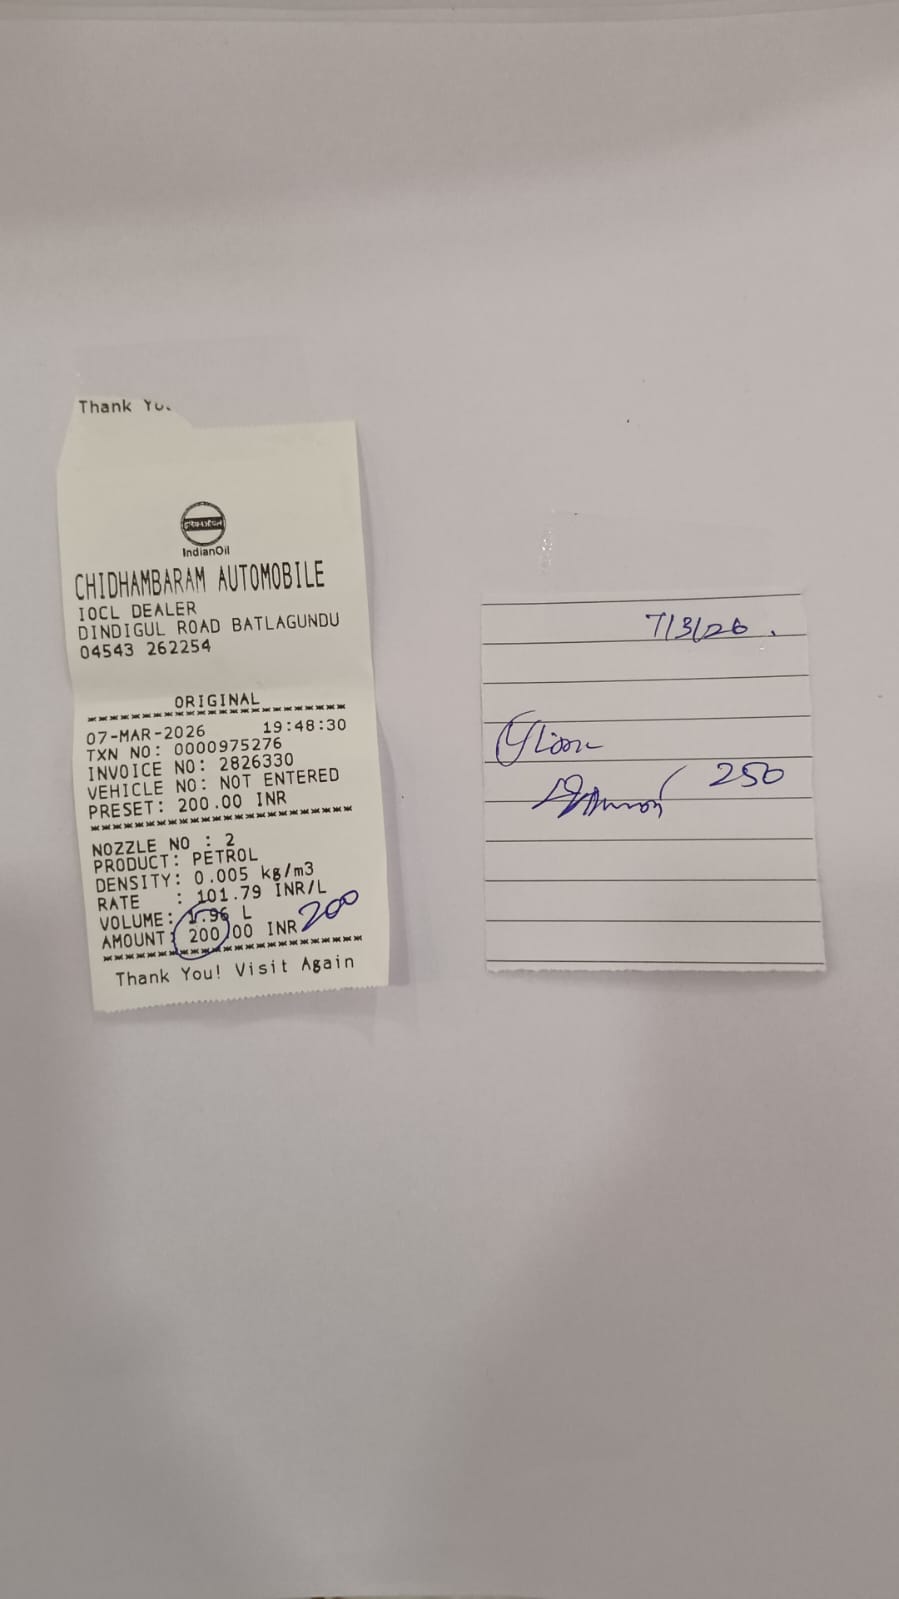 Thank Yo
IndianOil
CHIDHAMBARAM AUTOMOBILE
IOCL DEALER
DINDIGUL ROAD BATLAGUNDU
04543 262254
ORIGINAL
07-MAR-2026 19:48:30
TXN NO: 0000975276
INVOICE NO: 2826330
VEHICLE NO: NOT ENTERED
PRESET: 200.00 INR
NOZZLE NO : 2
PRODUCT: PETROL
DENSITY: 0.005 kg/m3
RATE : 101.79 INR/L
VOLUME: 1.96 L
AMOUNT: 200.00 INR 200
Thank You! Visit Again
7/3/26.
250